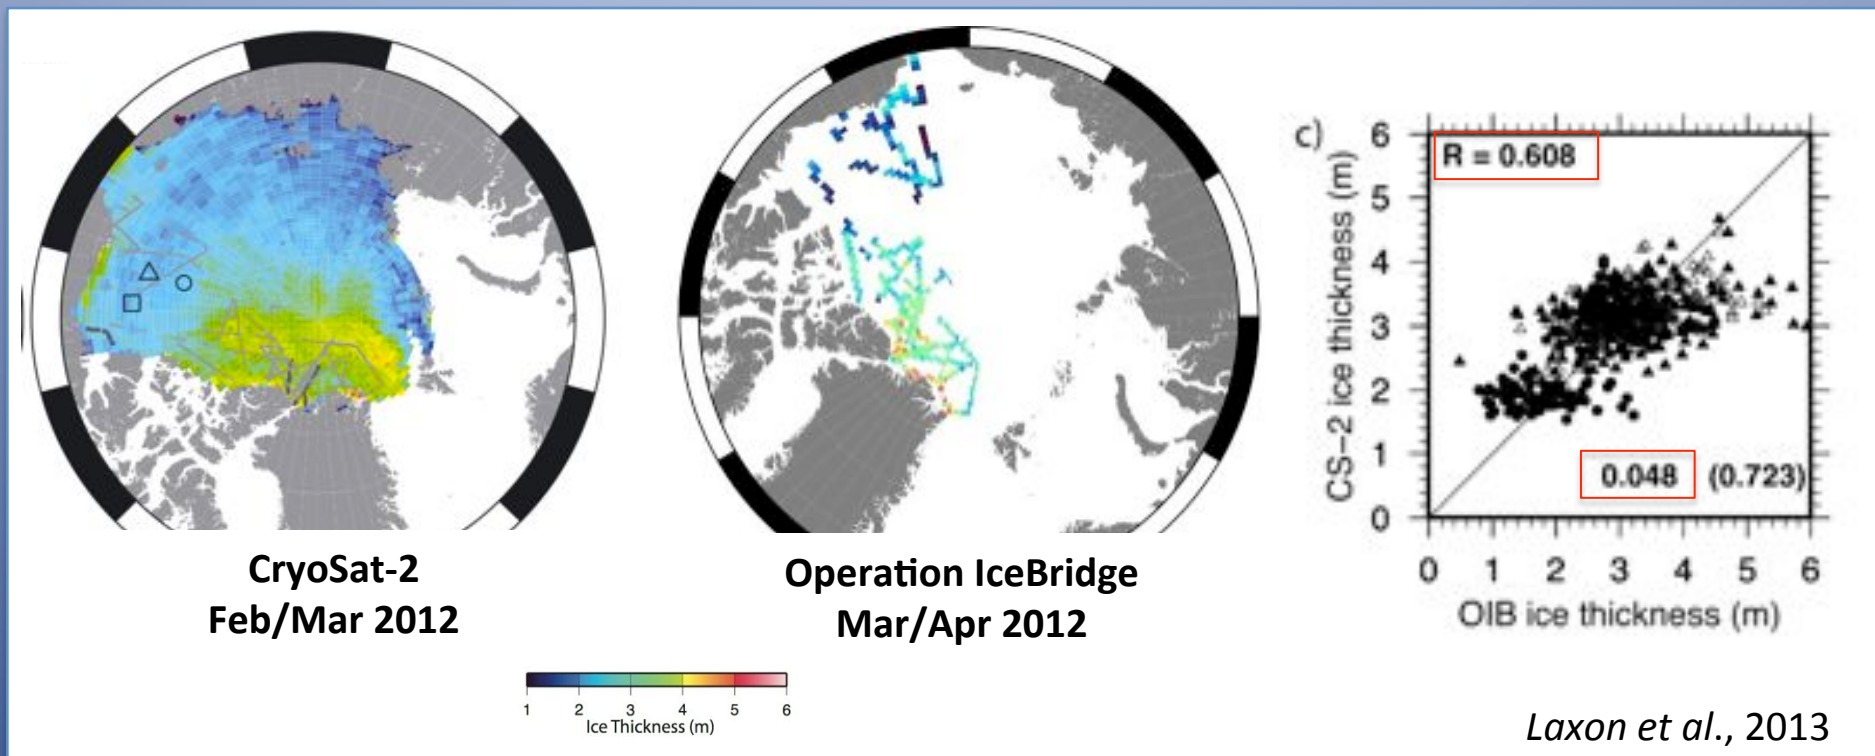 CryoSat-2
Feb/Mar 2012
Operation IceBridge
Mar/Apr 2012
1 2 3 4 5 6
Ice Thickness (m)
c)
R = 0.608
0.048 (0.723)
CS-2 ice thickness (m)
6
5
4
3
2
1
0
0 1 2 3 4 5 6
OIB ice thickness (m)
Laxon et al., 2013